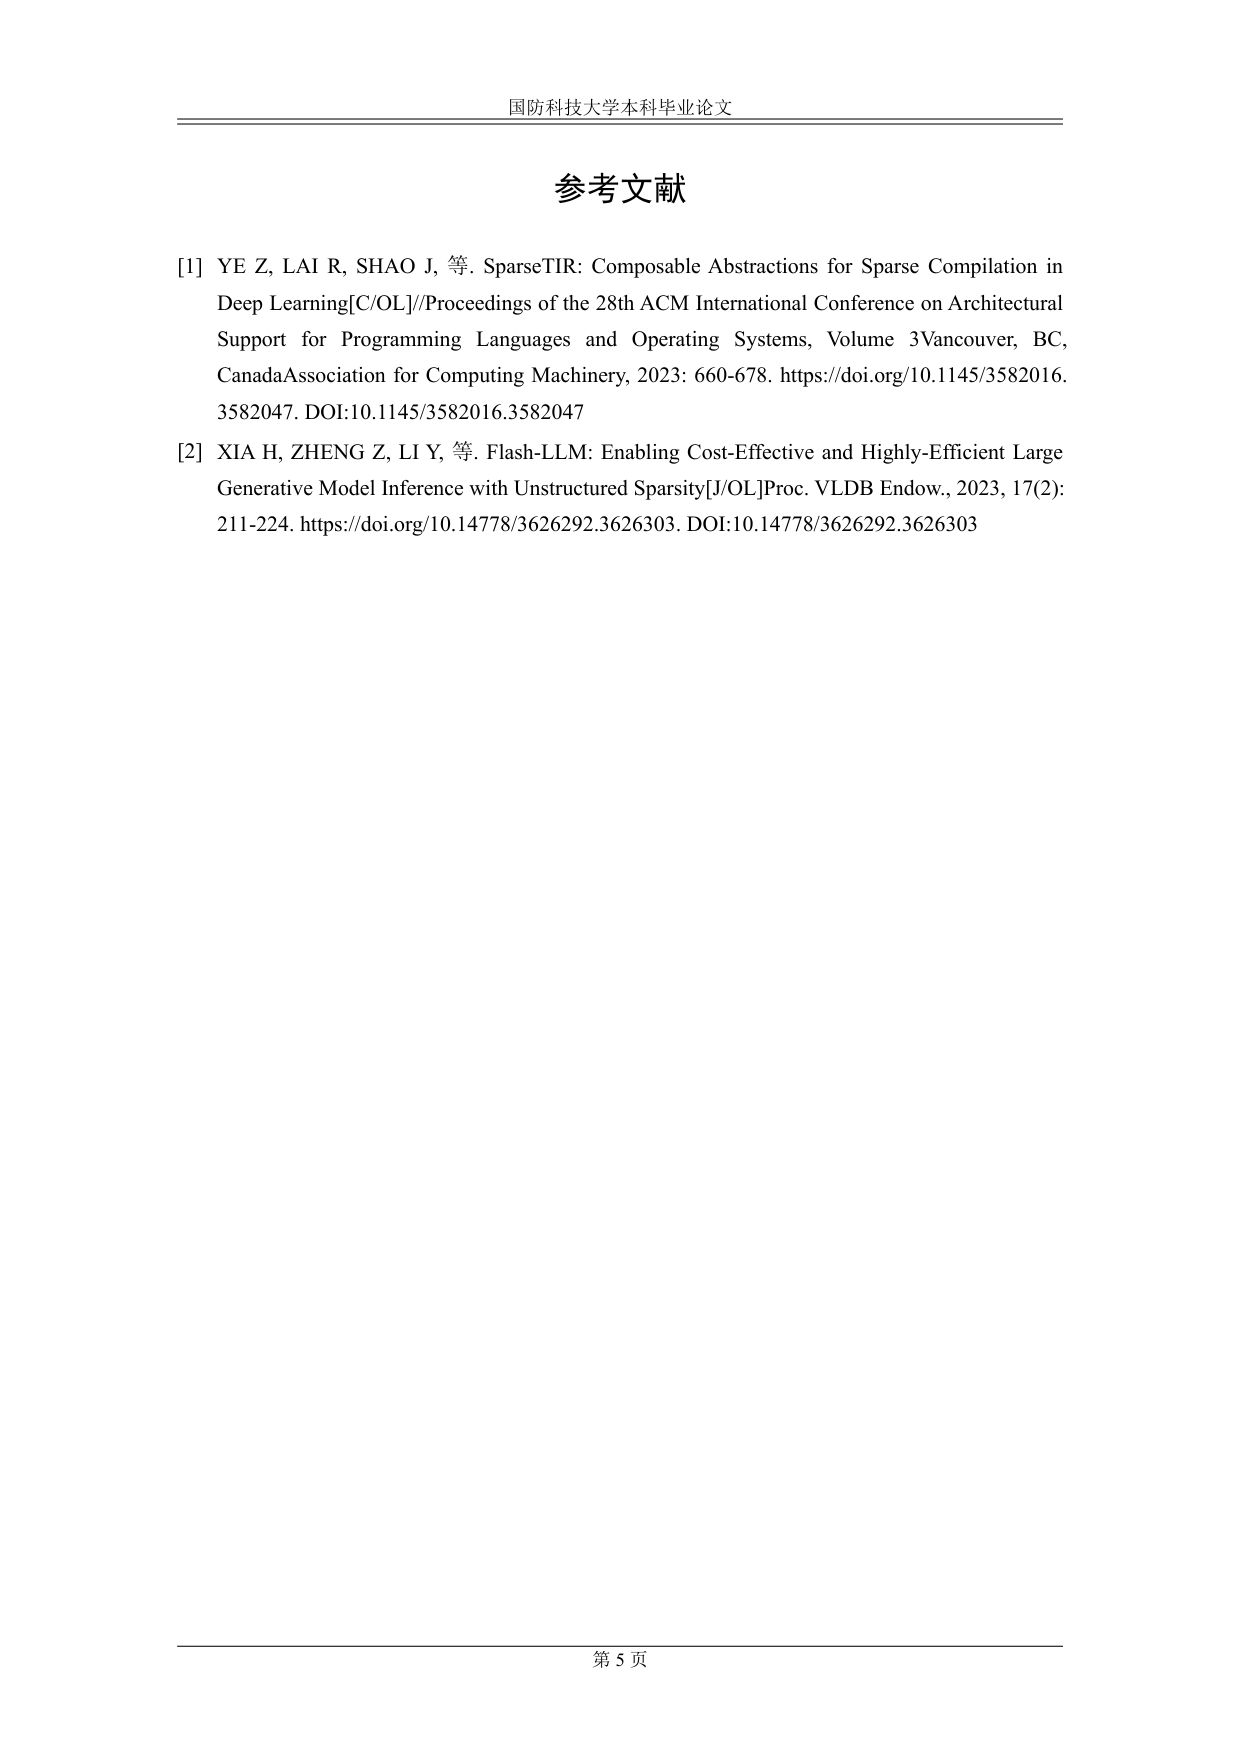 国防科技大学本科毕业论文
参考文献
[1] YE Z, LAI R, SHAO J, 等. SparseTIR: Composable Abstractions for Sparse Compilation in
Deep Learning[C/OL]//Proceedings of the 28th ACM International Conference on Architectural
Support for Programming Languages and Operating Systems, Volume 3Vancouver, BC,
CanadaAssociation for Computing Machinery, 2023: 660-678. https://doi.org/10.1145/3582016.
3582047. DOI:10.1145/3582016.3582047
[2] XIA H, ZHENG Z, LI Y, 等. Flash-LLM: Enabling Cost-Effective and Highly-Efficient Large
Generative Model Inference with Unstructured Sparsity[J/OL]Proc. VLDB Endow., 2023, 17(2):
211-224. https://doi.org/10.14778/3626292.3626303. DOI:10.14778/3626292.3626303
第 5 页